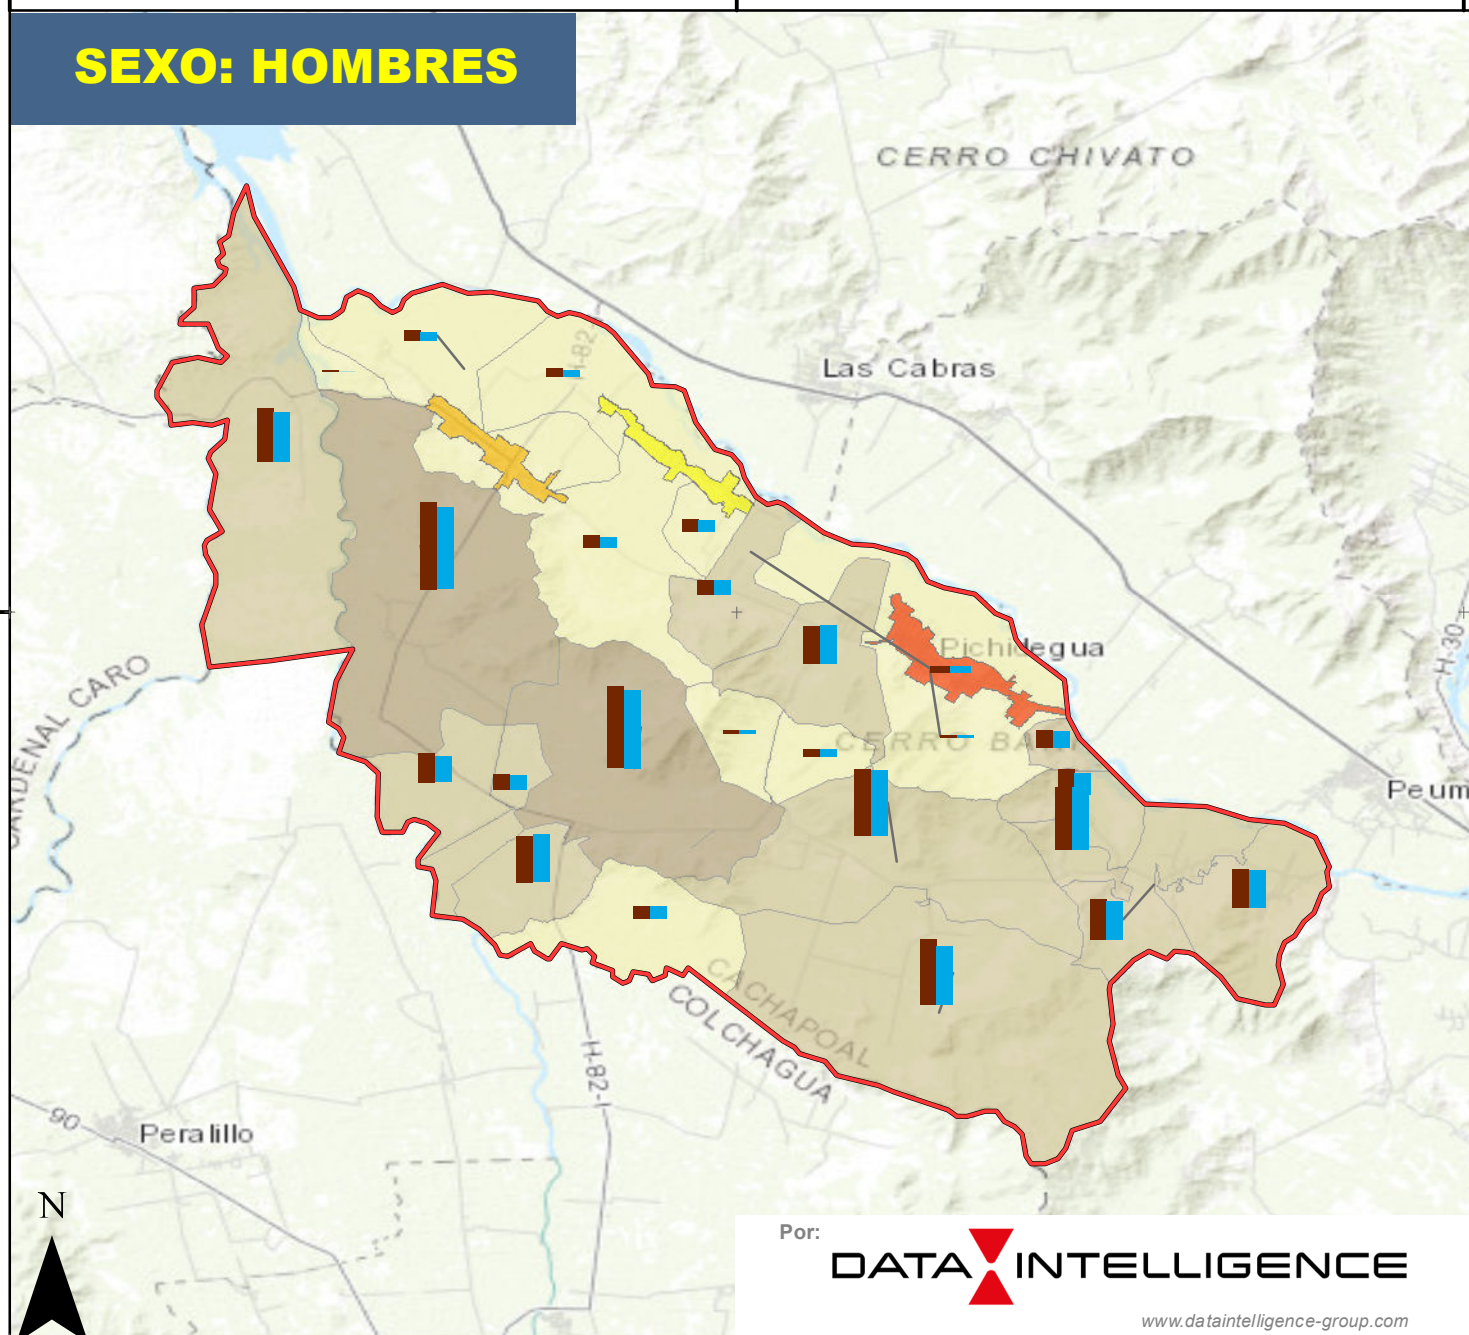 SEXO: HOMBRES
CERRO CHIVATO
H-82
Las Cabras
Pichidegua
H-30
CARDENAL CARO
CERRO BA
Peum
CACHAPOAL
COLCHAGUA
H-82-I
90
Peralillo
N
Por:
DATA INTELLIGENCE
www.dataintelligence-group.com